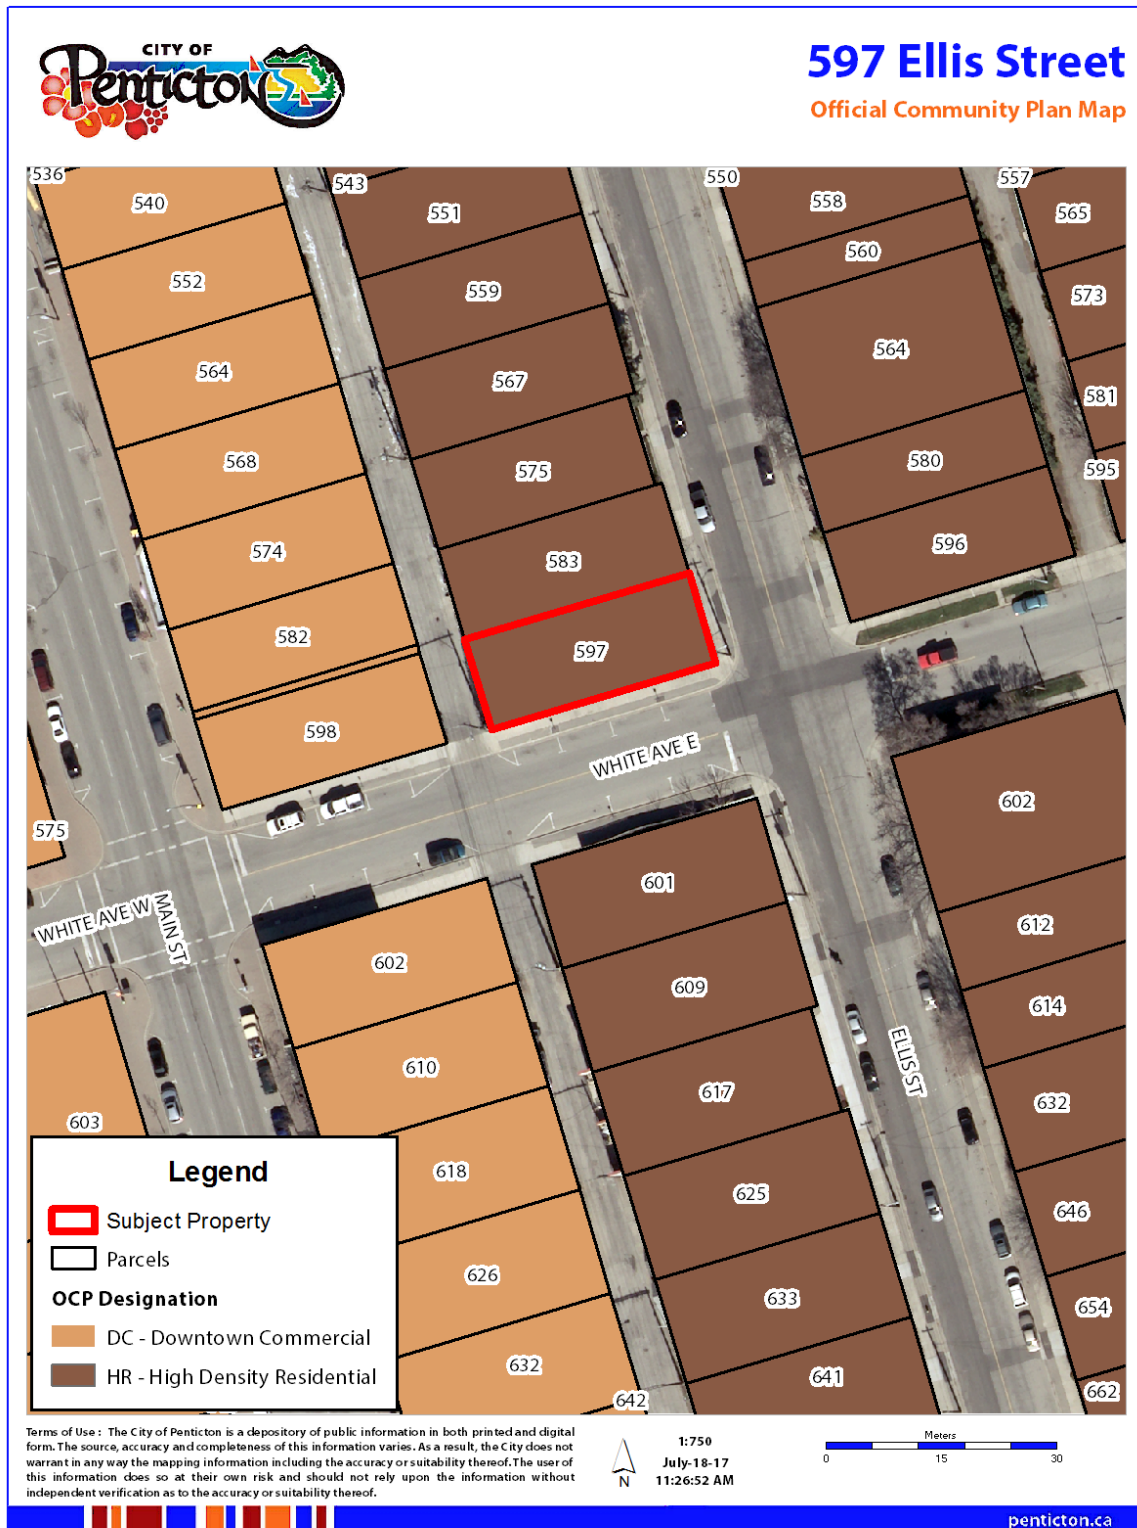 CITY OF
Penticton
597 Ellis Street
Official Community Plan Map
536
540
543
551
550
558
557
565
560
552
559
573
564
564
567
581
568
575
580
595
574
583
596
582
597
598
WHITE AVE E
602
575
601
WHITE AVE W
MAIN ST
602
612
609
614
610
ELLIS ST
617
632
603
618
625
646
626
633
654
632
641
642
662
Legend
Subject Property
Parcels
OCP Designation
DC - Downtown Commercial
HR - High Density Residential
Terms of Use : The City of Penticton is a depository of public information in both printed and digital
form. The source, accuracy and completeness of this information varies. As a result, the City does not
warrant in any way the mapping information including the accuracy or suitability thereof. The user of
this information does so at their own risk and should not rely upon the information without
independent verification as to the accuracy or suitability thereof.
N
1:750
July-18-17
11:26:52 AM
Meters
0 15 30
penticton.ca